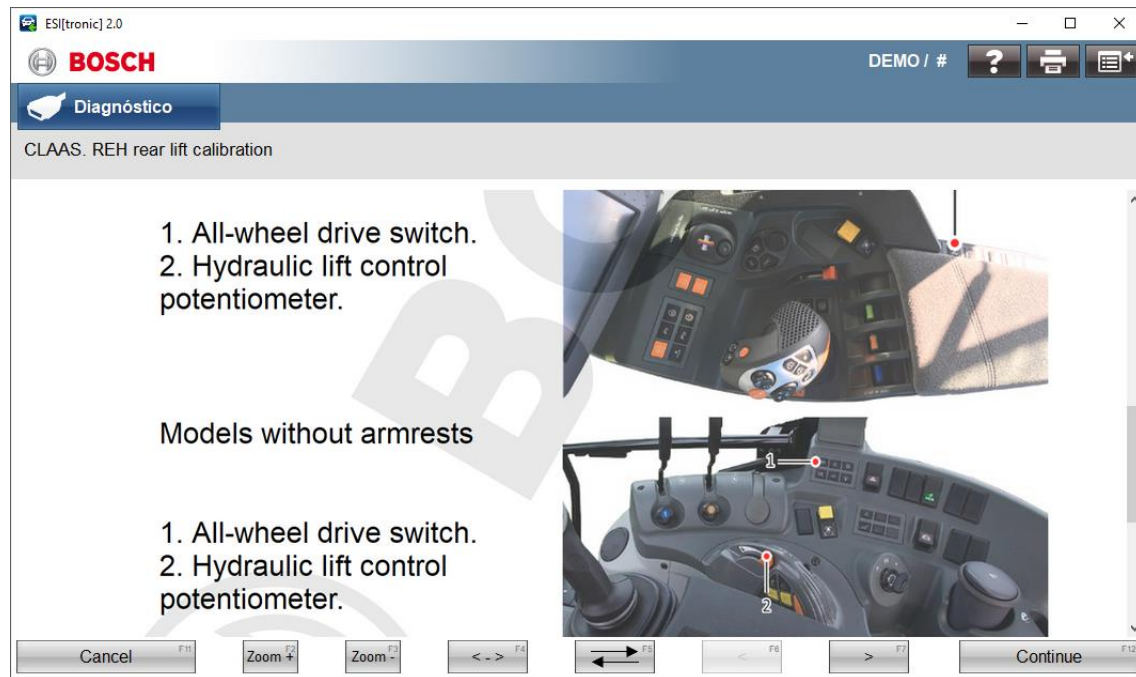 ESI[tronic] 2.0
BOSCH
DEMO / #
?
Diagnóstico
CLAAS. REH rear lift calibration
1. All-wheel drive switch.
2. Hydraulic lift control
potentiometer.
Models without armrests
1
1. All-wheel drive switch.
2. Hydraulic lift control
potentiometer.
2
Cancel F11
Zoom + F2
Zoom - F3
< - > F4
F5
< F6
> F7
Continue F12